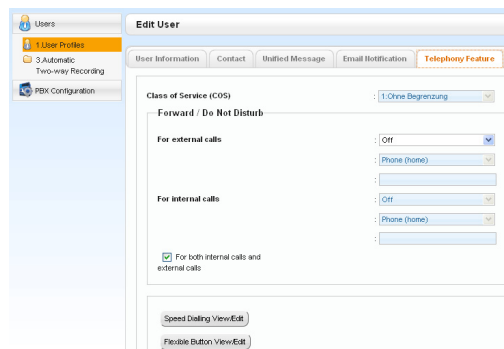 Users
1.User Profiles
3.Automatic
Two-way Recording
PBX Configuration
Edit User
User Information
Contact
Unified Message
Email Notification
Telephony Feature
Class of Service (COS) : 1:Ohne Begrenzung
Forward / Do Not Disturb
For external calls : Off
: Phone (home)
:
For internal calls : Off
: Phone (home)
:
For both internal calls and
external calls
Speed Dialling View/Edit
Flexible Button View/Edit